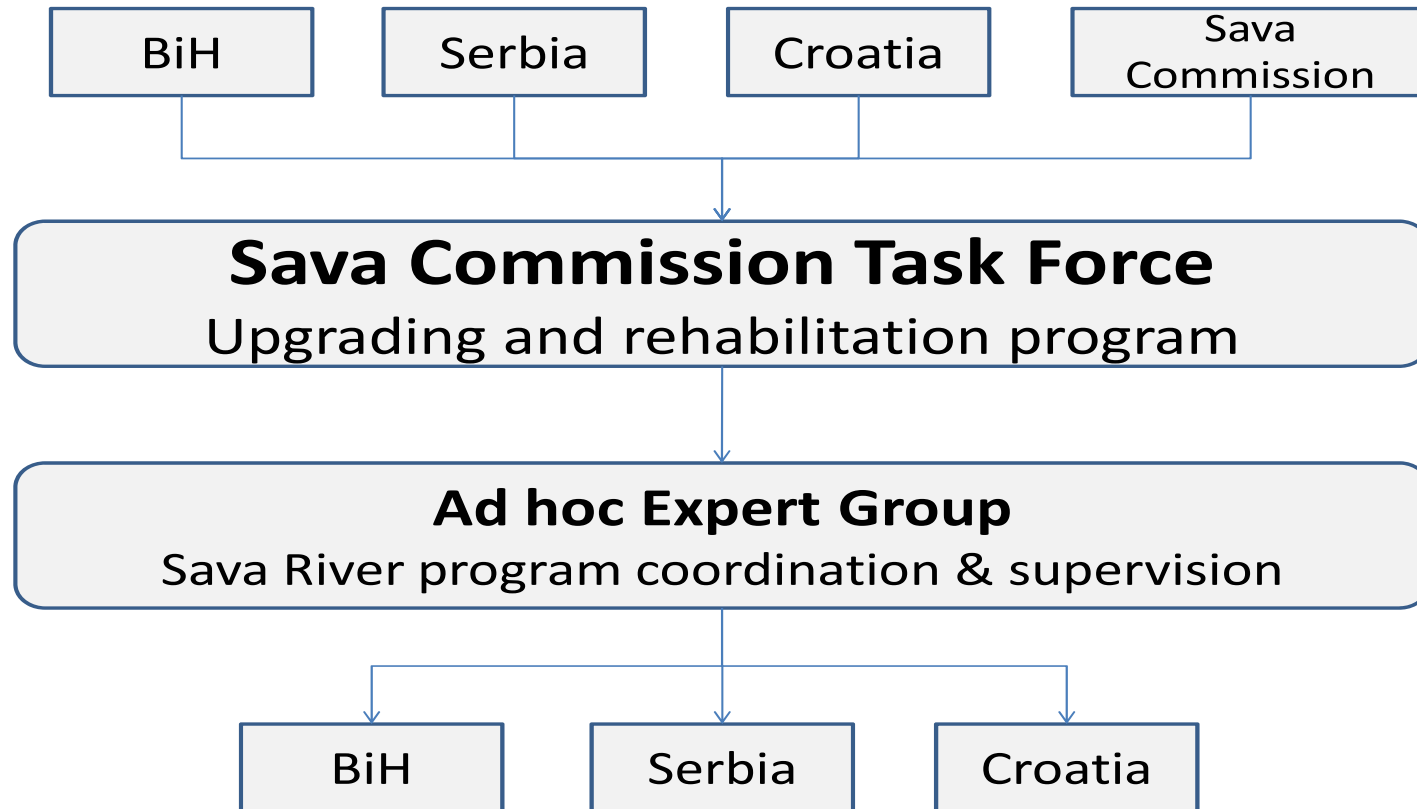 BiH
Serbia
Croatia
Sava
Commission
Sava Commission Task Force
Upgrading and rehabilitation program
Ad hoc Expert Group
Sava River program coordination & supervision
BiH
Serbia
Croatia